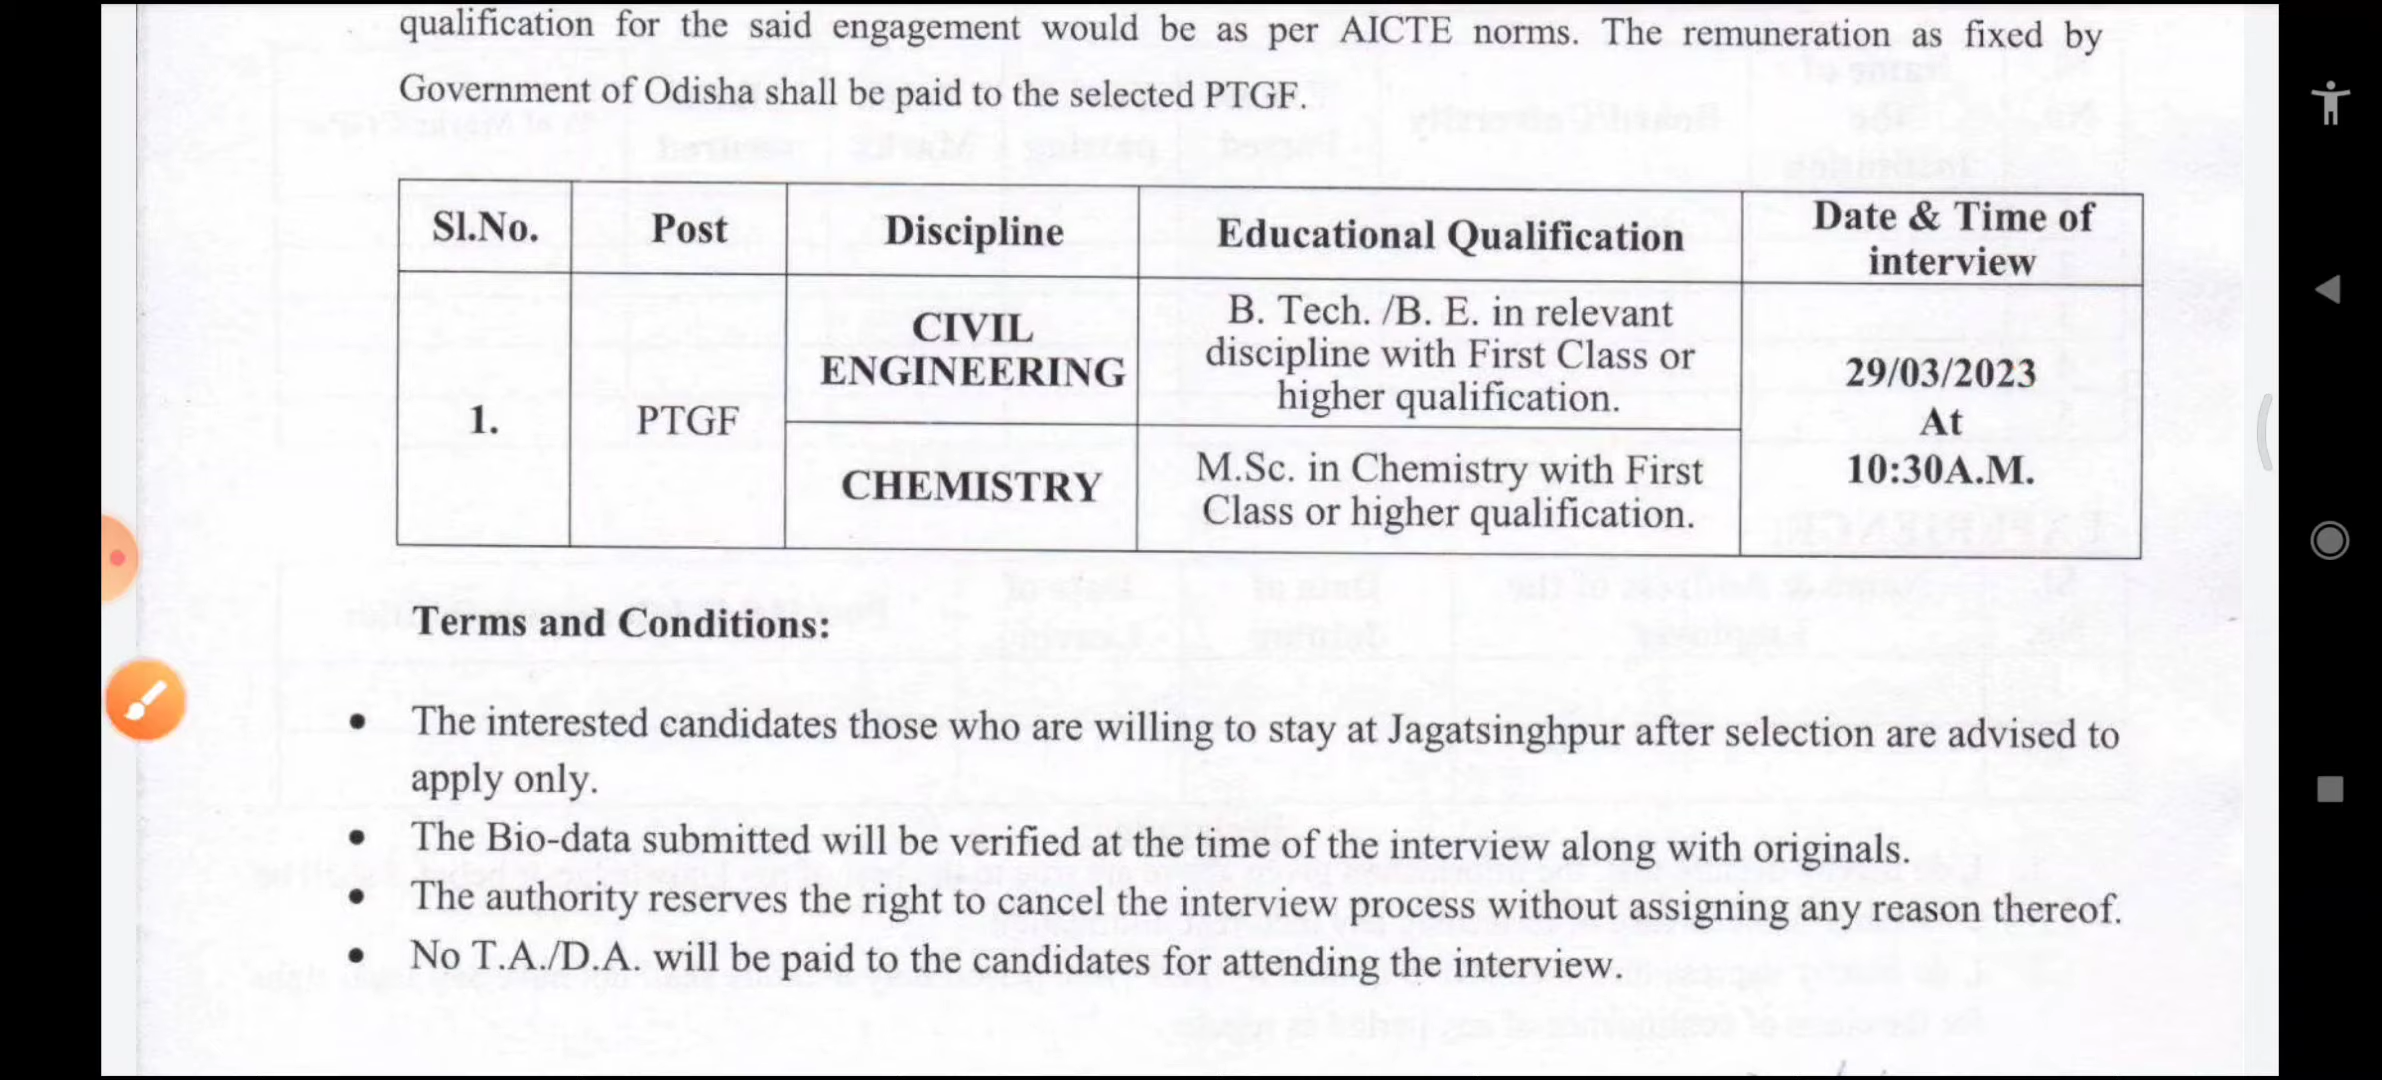 qualification for the said engagement would be as per AICTE norms. The remuneration as fixed by
Government of Odisha shall be paid to the selected PTGF.
Sl.No.
Post
Discipline
Educational Qualification
Date & Time of
interview
1.
PTGF
CIVIL
ENGINEERING
B. Tech. /B. E. in relevant
discipline with First Class or
higher qualification.
29/03/2023
At
10:30A.M.
CHEMISTRY
M.Sc. in Chemistry with First
Class or higher qualification.
Terms and Conditions:
• The interested candidates those who are willing to stay at Jagatsinghpur after selection are advised to
apply only.
• The Bio-data submitted will be verified at the time of the interview along with originals.
• The authority reserves the right to cancel the interview process without assigning any reason thereof.
• No T.A./D.A. will be paid to the candidates for attending the interview.